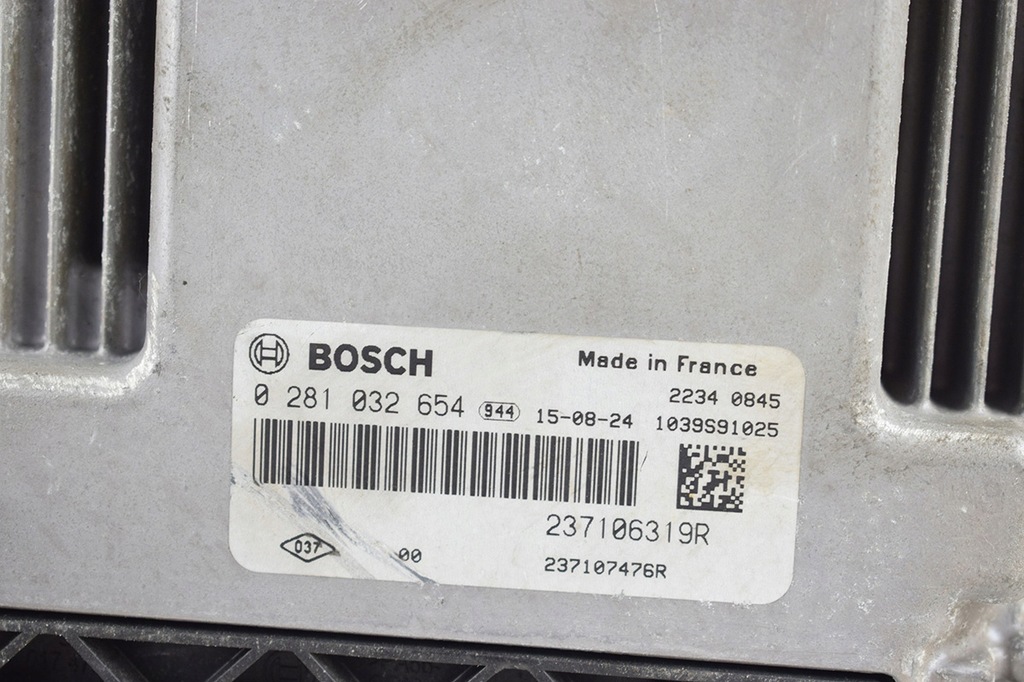 BOSCH
Made in France
0 281 032 654 944 15-08-24
2234 0845
1039S91025
237106319R
037 00
237107476R